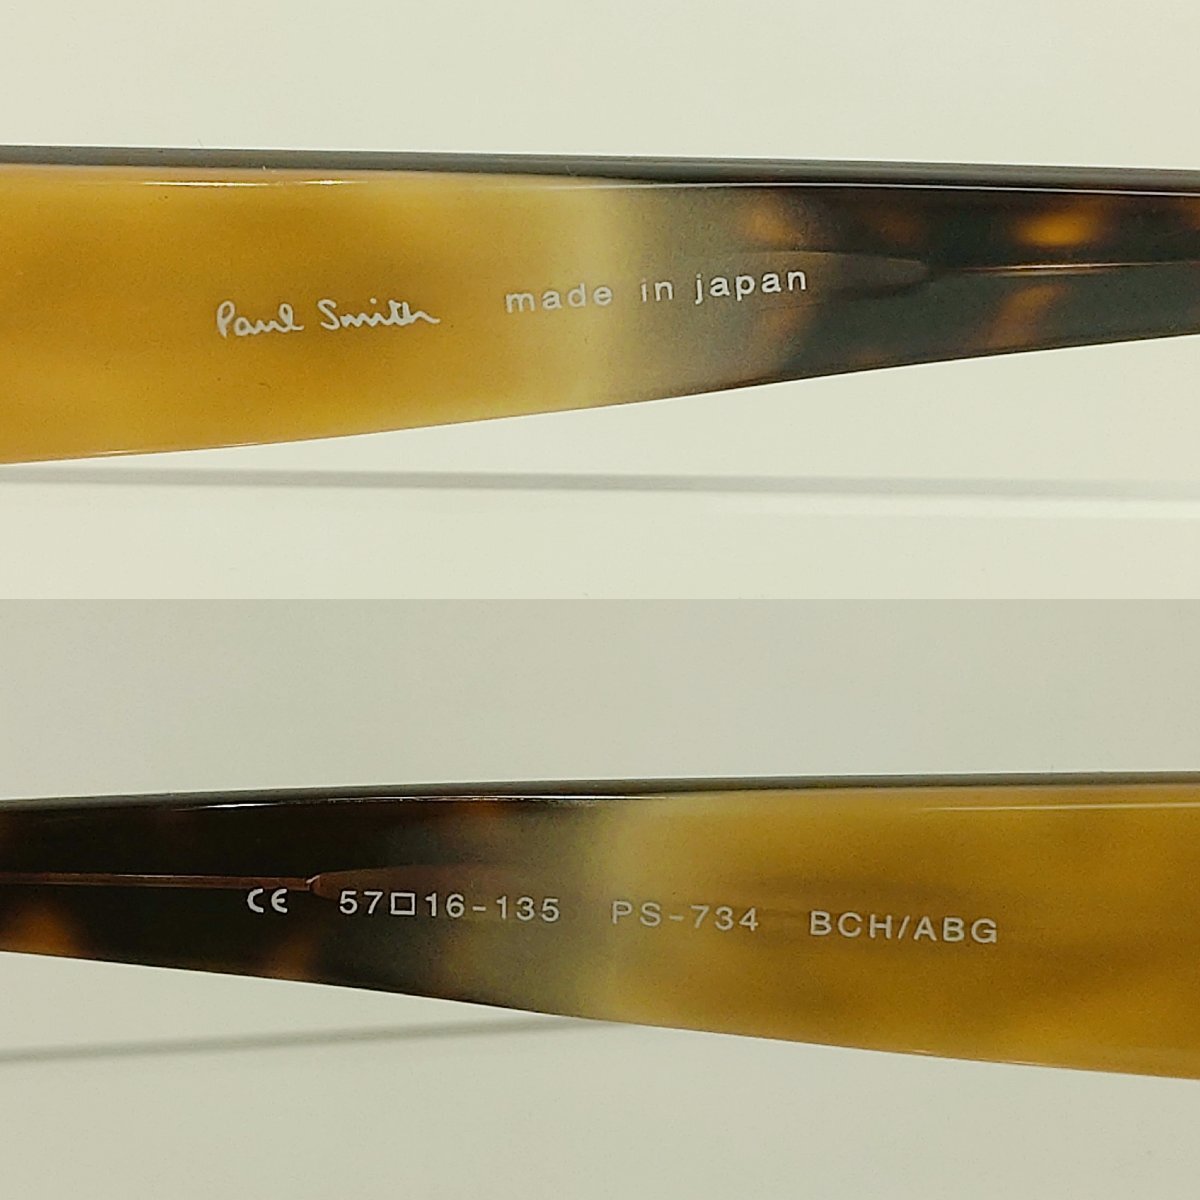 Paul Smith made in japan
CE 57□16-135 PS-734 BCH/ABG